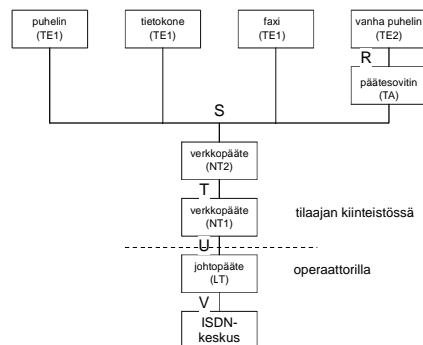 puhelin
(TE1)
tietokone
(TE1)
faxi
(TE1)
vanha puhelin
(TE2)
R
päätesovitin
(TA)
S
verkkopääte
(NT2)
T
verkkopääte
(NT1)
tilaajan kiinteistössä
U
johtopääte
(LT)
operaattorilla
V
ISDN-
keskus